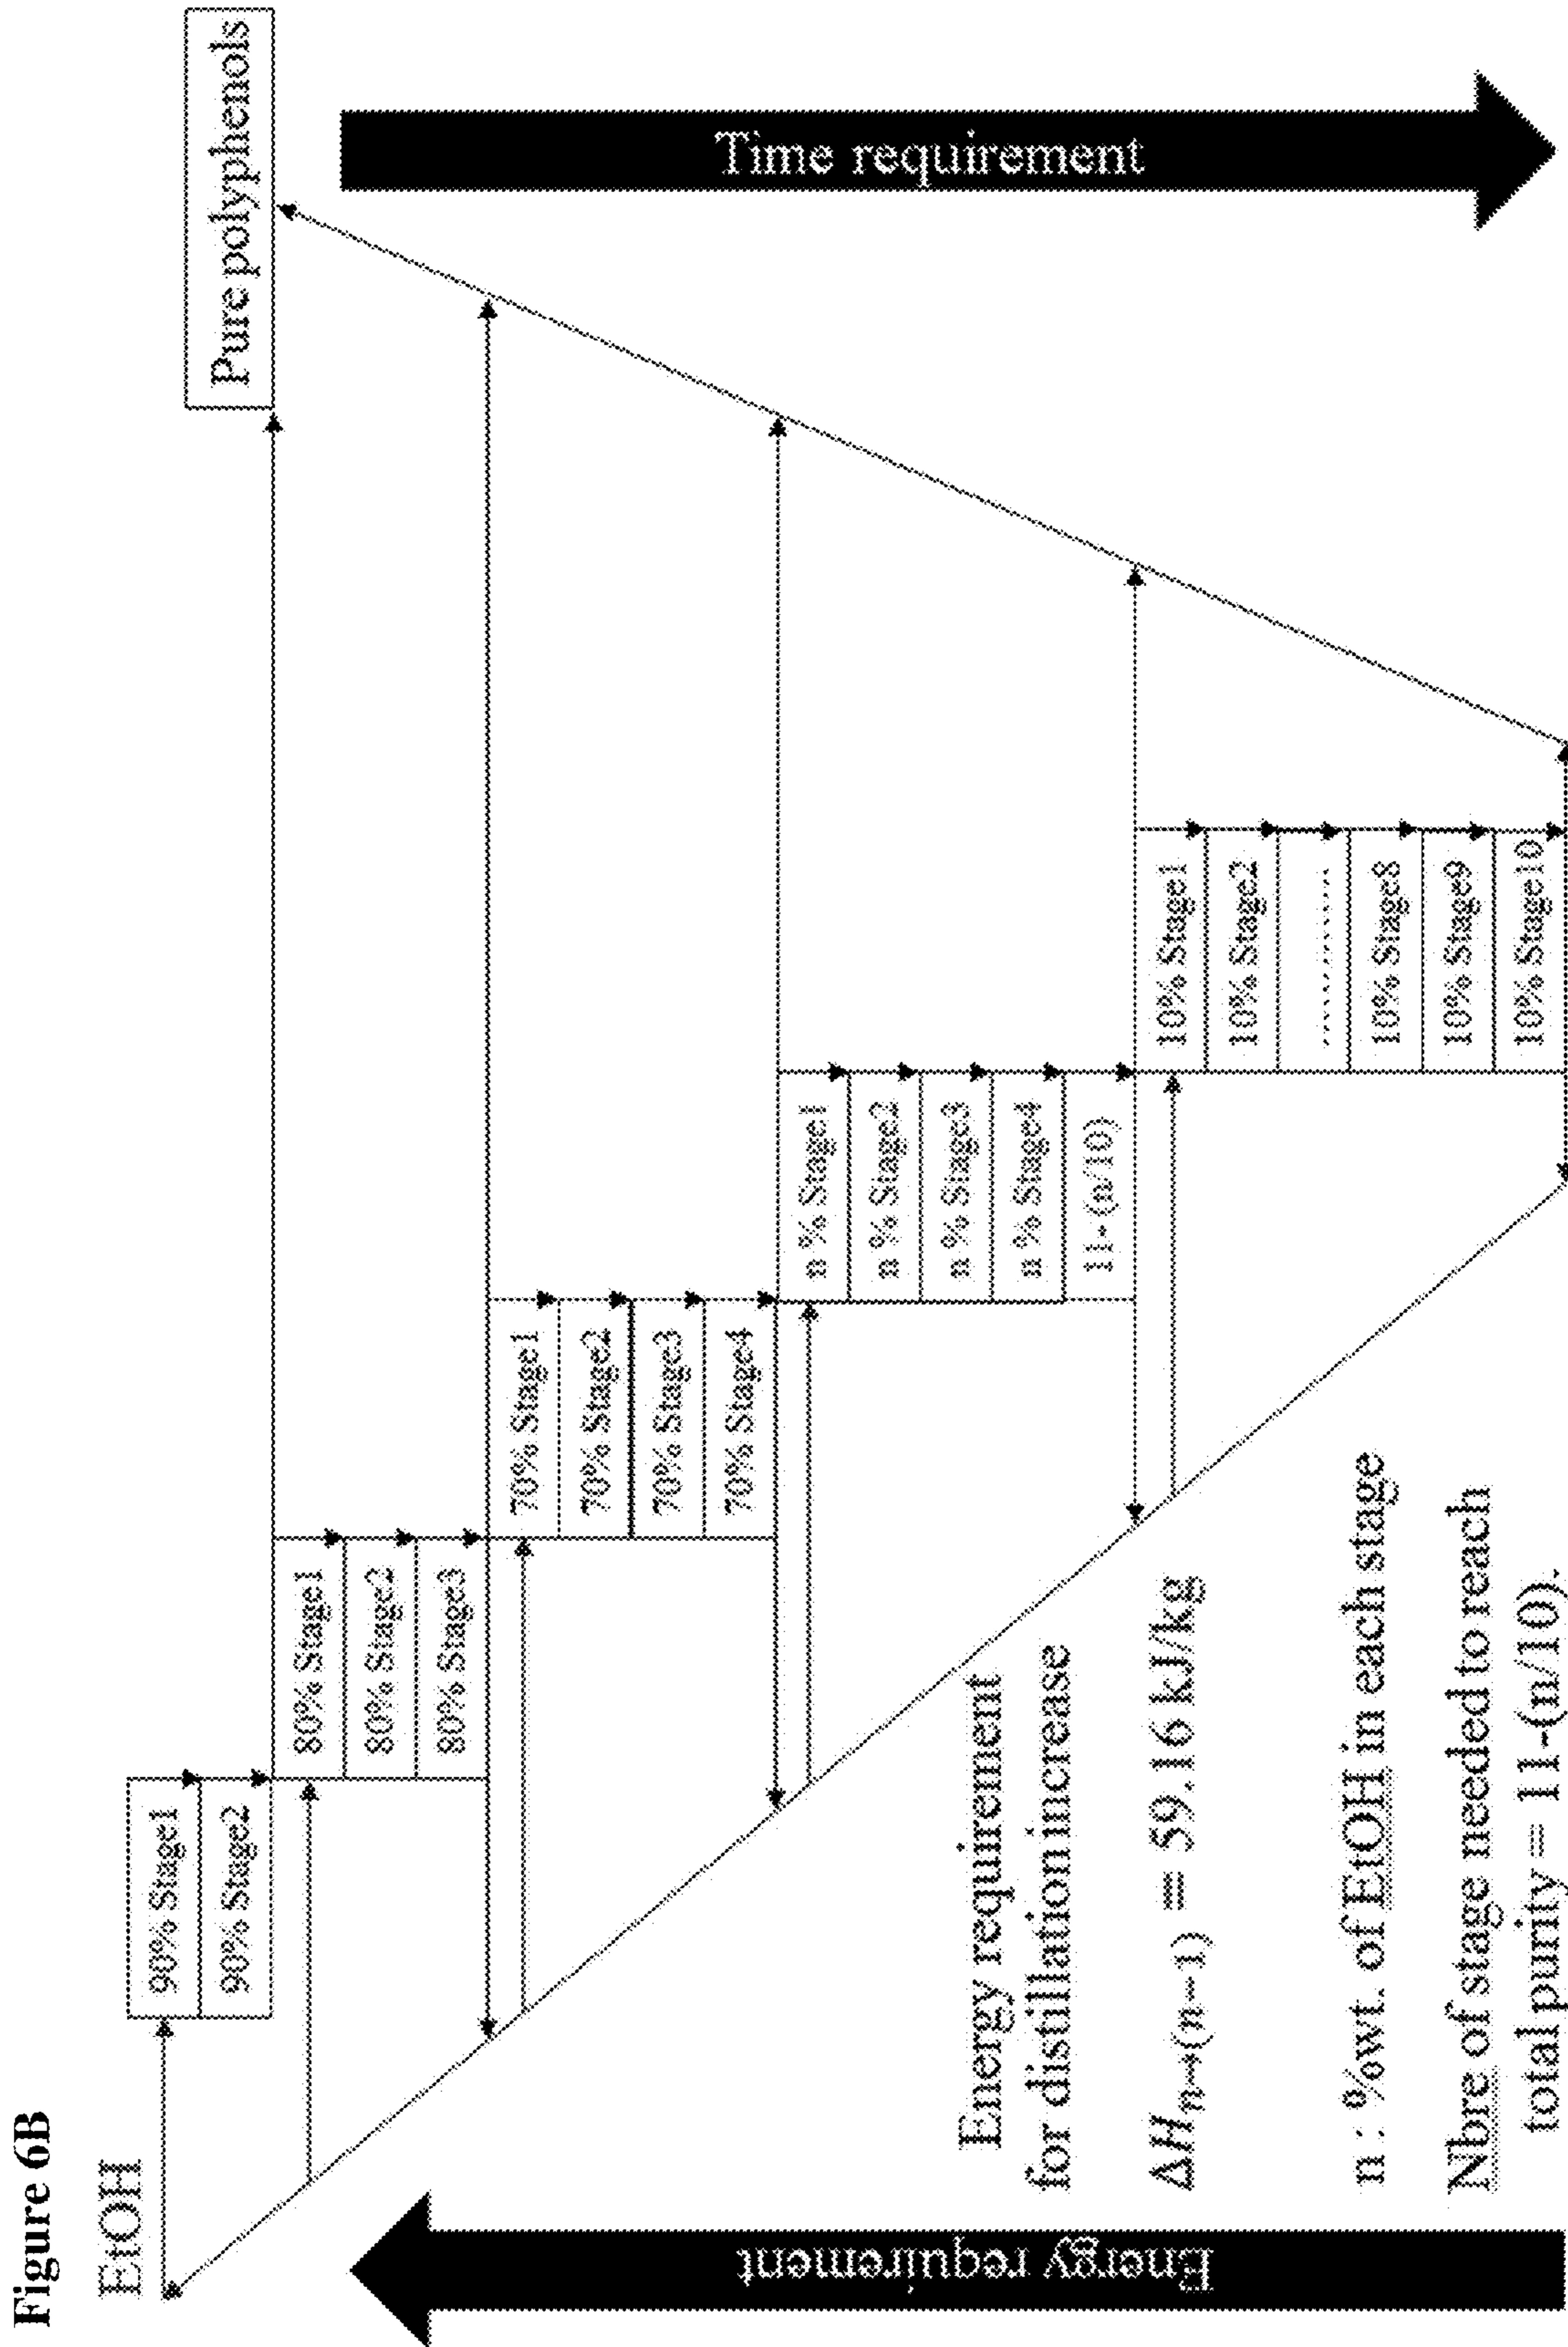 Figure 6B
EtOH
Pure polyphenols
90% Stage1
90% Stage2
80% Stage1
80% Stage2
80% Stage3
70% Stage1
70% Stage2
70% Stage3
70% Stage4
n % Stage1
n % Stage2
n % Stage3
n % Stage4
11-(n/10)
10% Stage1
10% Stage2
..........
10% Stage8
10% Stage9
10% Stage10
Energy requirement
Time requirement
Energy requirement
for distillation increase
ΔHn→(n−1) = 59.16 kJ/kg
n : %wt. of EtOH in each stage
Nbre of stage needed to reach
total purity = 11-(n/10).